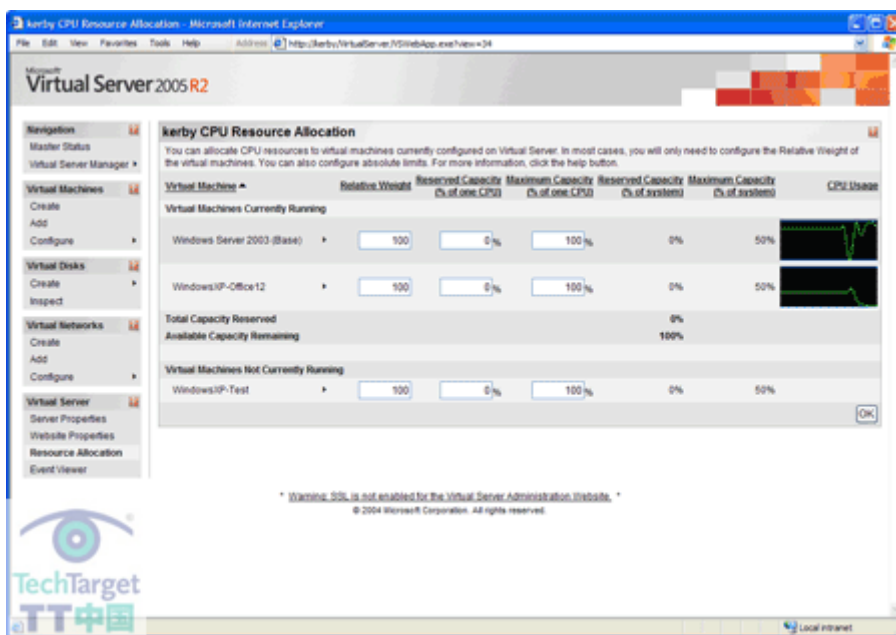 kerby CPU Resource Allocation - Microsoft Internet Explorer
File Edit View Favorites Tools Help Address http://kerby/VirtualServer/VSWebApp.exe?view=34
Microsoft
Virtual Server 2005 R2
Navigation
Master Status
Virtual Server Manager
Virtual Machines
Create
Add
Configure
Virtual Disks
Create
Inspect
Virtual Networks
Create
Add
Configure
Virtual Server
Server Properties
Website Properties
Resource Allocation
Event Viewer
kerby CPU Resource Allocation
You can allocate CPU resources to virtual machines currently configured on Virtual Server. In most cases, you will only need to configure the Relative Weight of
the virtual machines. You can also configure absolute limits. For more information, click the help button.
Virtual Machine Relative Weight Reserved Capacity (% of one CPU) Maximum Capacity (% of one CPU) Reserved Capacity (% of system) Maximum Capacity (% of system) CPU Usage
Virtual Machines Currently Running
Windows Server 2003 (Base) 100 0 % 100 % 0% 50%
WindowsXP-Office12 100 0 % 100 % 0% 50%
Total Capacity Reserved 0%
Available Capacity Remaining 100%
Virtual Machines Not Currently Running
WindowsXP-Test 100 0 % 100 % 0% 50%
OK
* Warning: SSL is not enabled for the Virtual Server Administration Website. *
© 2004 Microsoft Corporation. All rights reserved.
TechTarget
TT中国
Local intranet